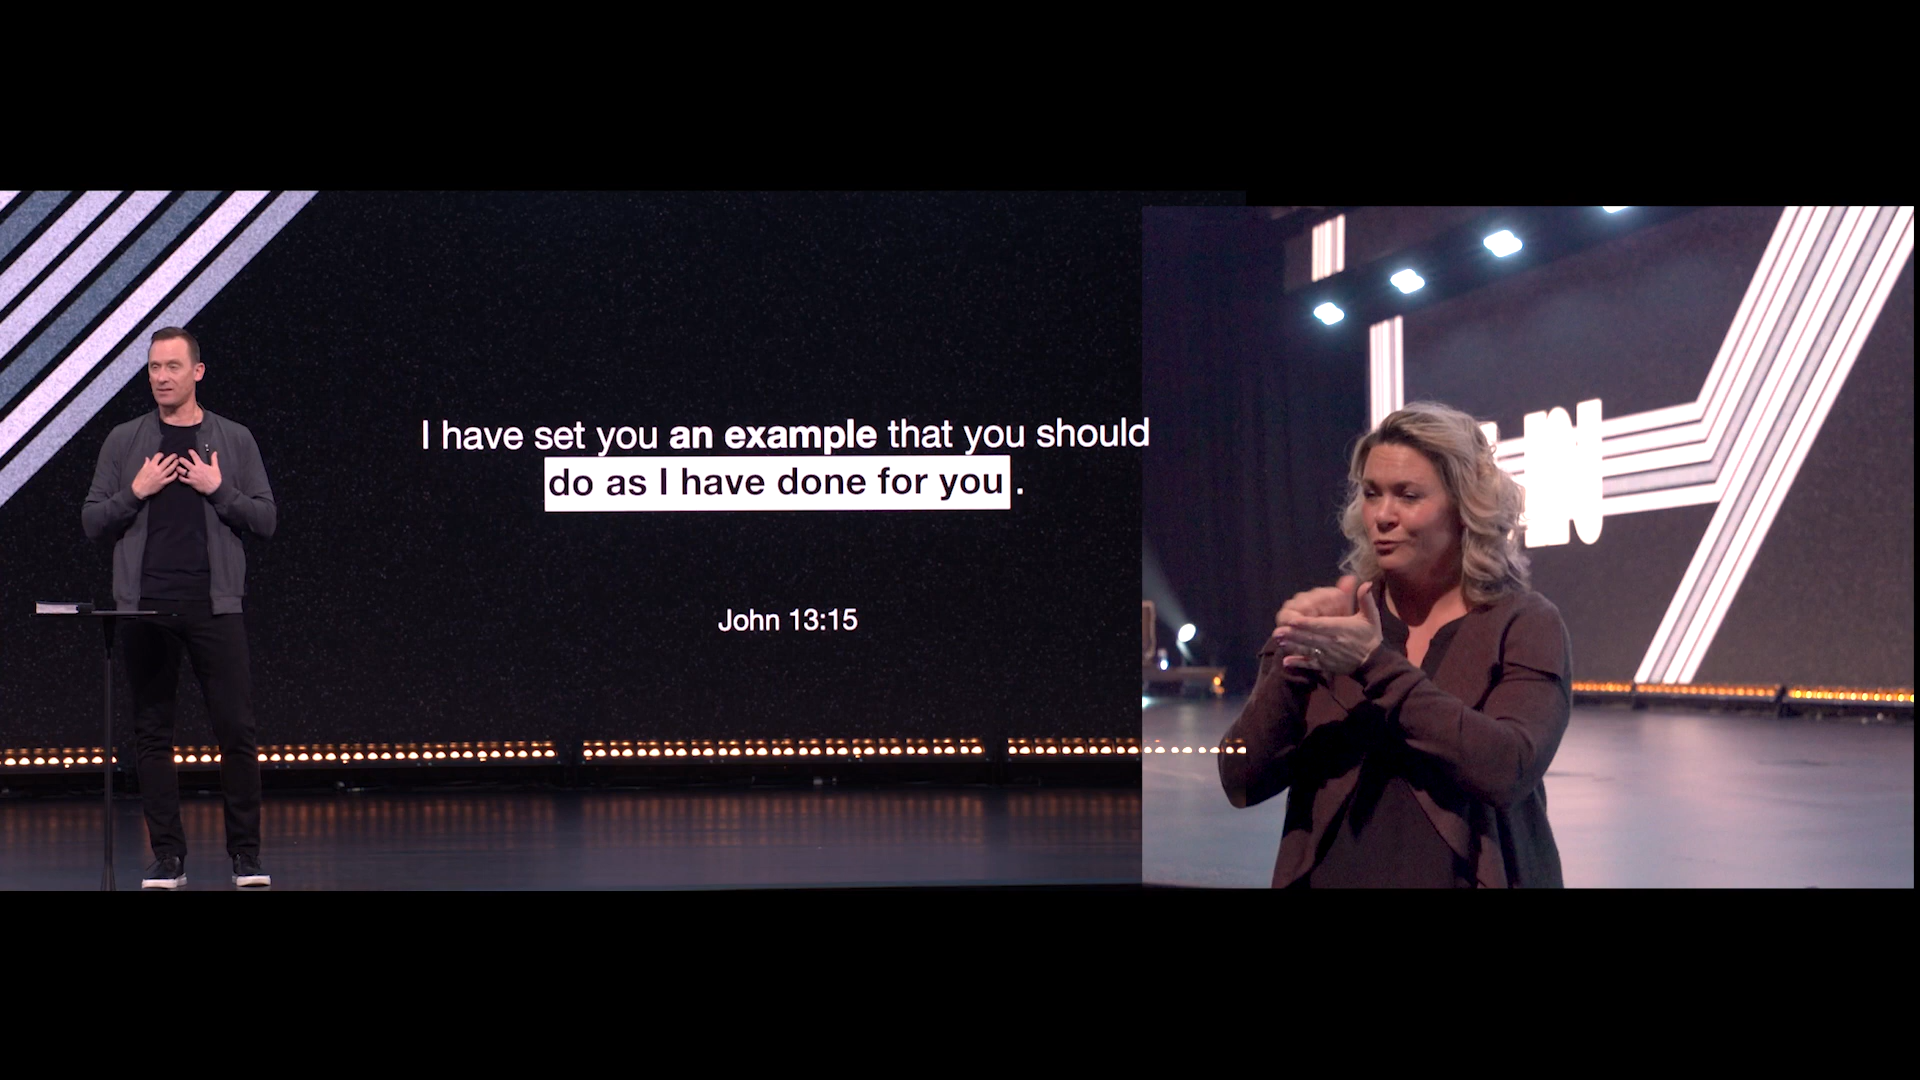 I have set you an example that you should
do as I have done for you.
John 13:15